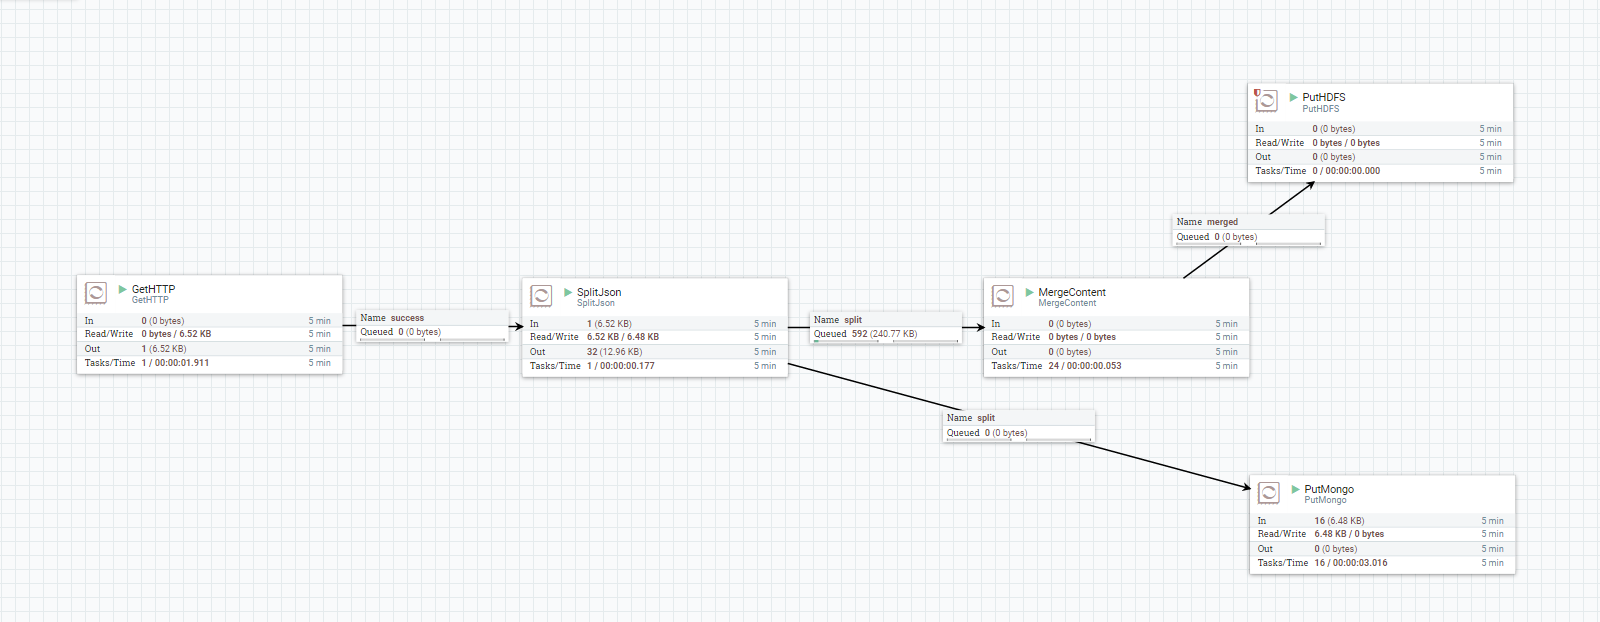 GetHTTP
GetHTTP
In 0 (0 bytes) 5 min
Read/Write 0 bytes / 6.52 KB 5 min
Out 1 (6.52 KB) 5 min
Tasks/Time 1 / 00:00:01.911 5 min
Name success
Queued 0 (0 bytes)
SplitJson
SplitJson
In 1 (6.52 KB) 5 min
Read/Write 6.52 KB / 6.48 KB 5 min
Out 32 (12.96 KB) 5 min
Tasks/Time 1 / 00:00:00.177 5 min
Name split
Queued 592 (240.77 KB)
MergeContent
MergeContent
In 0 (0 bytes) 5 min
Read/Write 0 bytes / 0 bytes 5 min
Out 0 (0 bytes) 5 min
Tasks/Time 24 / 00:00:00.053 5 min
Name merged
Queued 0 (0 bytes)
PutHDFS
PutHDFS
In 0 (0 bytes) 5 min
Read/Write 0 bytes / 0 bytes 5 min
Out 0 (0 bytes) 5 min
Tasks/Time 0 / 00:00:00.000 5 min
Name split
Queued 0 (0 bytes)
PutMongo
PutMongo
In 16 (6.48 KB) 5 min
Read/Write 6.48 KB / 0 bytes 5 min
Out 0 (0 bytes) 5 min
Tasks/Time 16 / 00:00:03.016 5 min